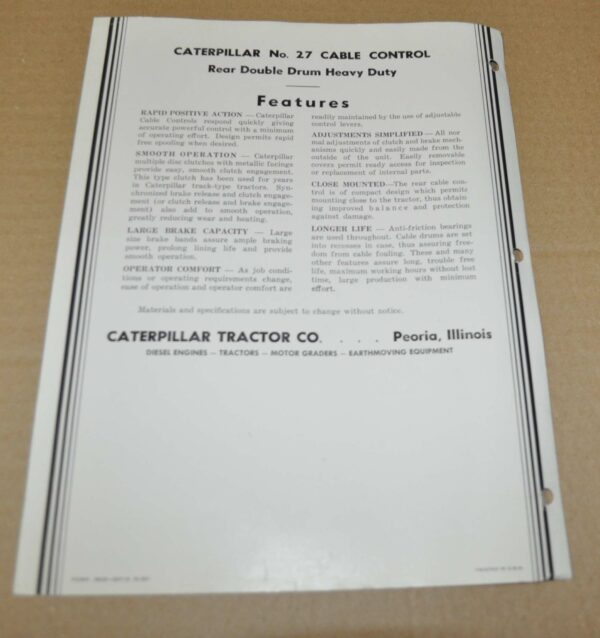 CATERPILLAR No. 27 CABLE CONTROL
Rear Double Drum Heavy Duty
Features
RAPID POSITIVE ACTION — Caterpillar
Cable Controls respond quickly giving
accurate powerful control with a minimum
of operating effort. Design permits rapid
free spooling when desired.
SMOOTH OPERATION — Caterpillar
multiple disc clutches with metallic facings
provide easy, smooth clutch engagement.
This type clutch has been used for years
in Caterpillar track-type tractors. Syn-
chronized brake release and clutch engage-
ment (or clutch release and brake engage-
ment) also add to smooth operation,
greatly reducing wear and heating.
LARGE BRAKE CAPACITY — Large
size brake bands assure ample braking
power, prolong lining life and provide
smooth operation.
OPERATOR COMFORT — As job condi-
tions or operating requirements change,
ease of operation and operator comfort are
readily maintained by the use of adjustable
control levers.
ADJUSTMENTS SIMPLIFIED — All nor
mal adjustments of clutch and brake mech-
anisms quickly and easily made from the
outside of the unit. Easily removable
covers permit ready access for inspection
or replacement of internal parts.
CLOSE MOUNTED—The rear cable con-
trol is of compact design which permits
mounting close to the tractor, thus obtain
ing improved balance and protection
against damage.
LONGER LIFE — Anti-friction bearings
are used throughout. Cable drums are set
into recesses in case, thus assuring free-
dom from cable fouling. These and many
other features assure long, trouble free
life, maximum working hours without lost
time, large production with minimum
effort.
Materials and specifications are subject to change without notice.
CATERPILLAR TRACTOR CO. . . . Peoria, Illinois
DIESEL ENGINES — TRACTORS — MOTOR GRADERS — EARTHMOVING EQUIPMENT